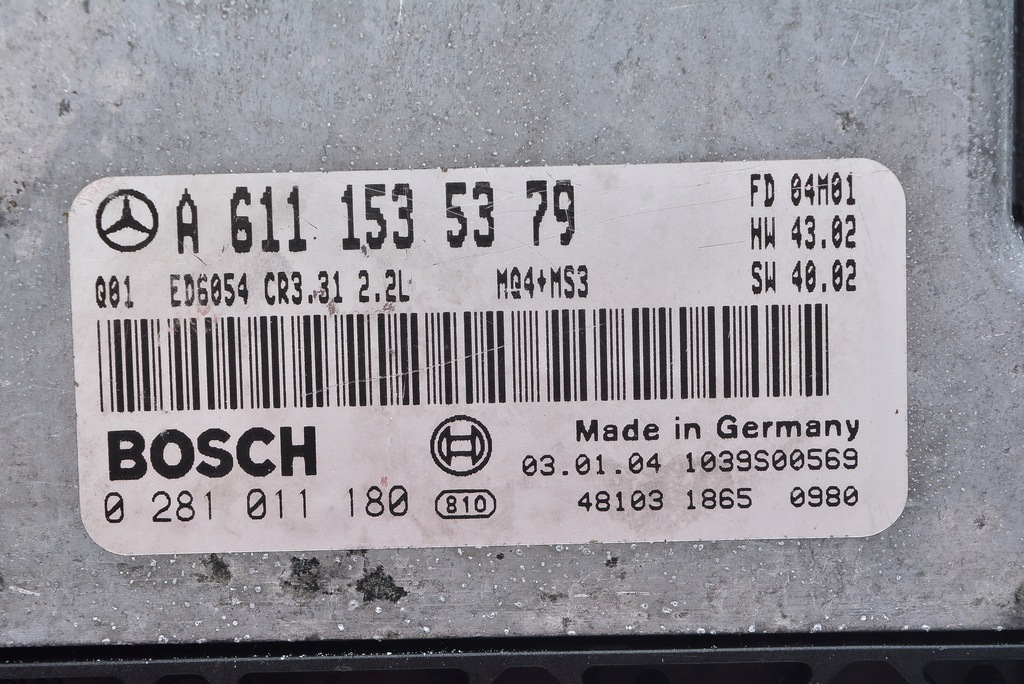 A 611 153 53 79
FD 04M01
HW 43.02
Q01 ED6054 CR3.31 2.2L MQ4+MS3
SW 40.02
BOSCH
Made in Germany
03.01.04 1039S00569
0 281 011 180 810
48103 1865 0980